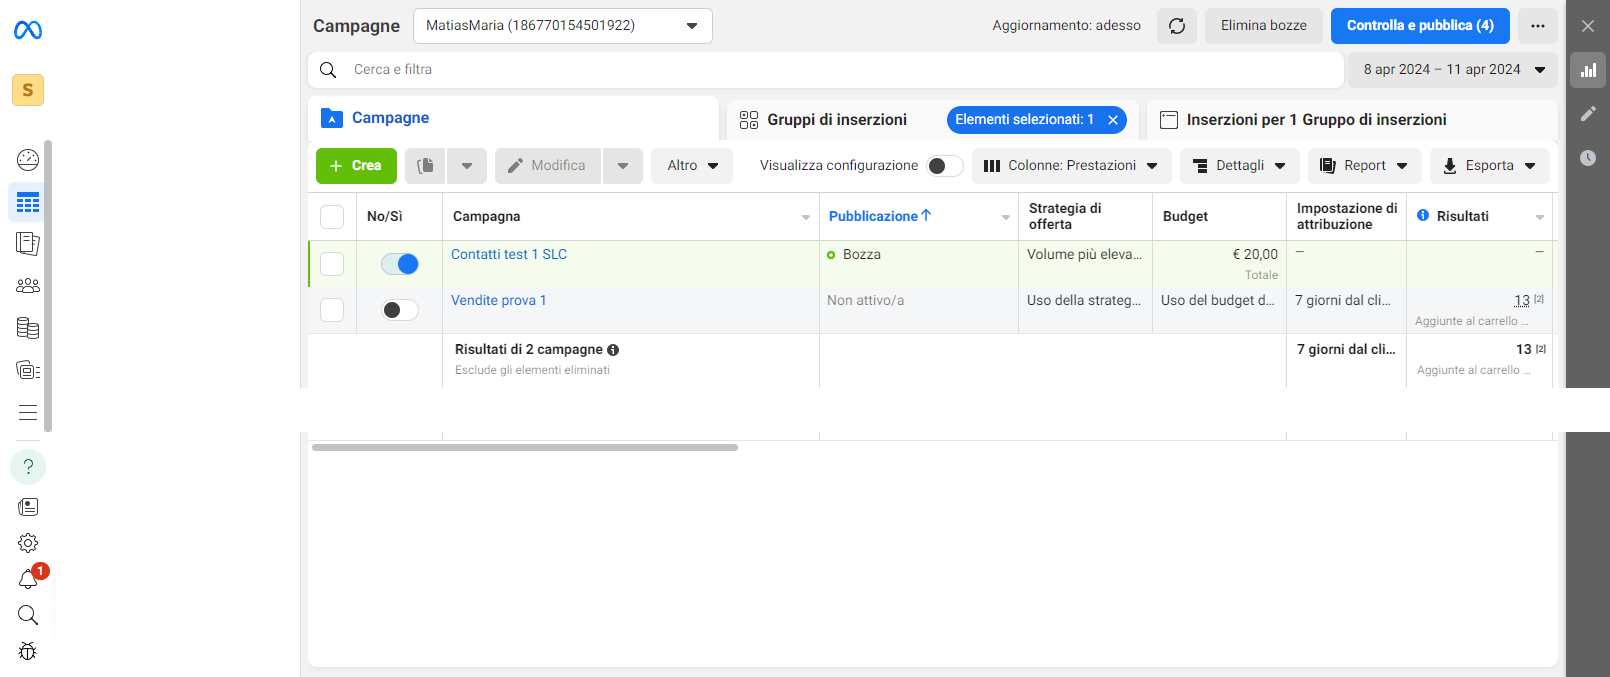 Campagne
MatiasMaria (186770154501922)
Aggiornamento: adesso
Elimina bozze
Controlla e pubblica (4)
S
Cerca e filtra
8 apr 2024 – 11 apr 2024
Campagne
Gruppi di inserzioni
Elementi selezionati: 1
Inserzioni per 1 Gruppo di inserzioni
Crea
Modifica
Altro
Visualizza configurazione
Colonne: Prestazioni
Dettagli
Report
Esporta
No/Sì
Campagna
Pubblicazione
Strategia di
offerta
Budget
Impostazione di
attribuzione
Risultati
Contatti test 1 SLC
Bozza
Volume più eleva...
€ 20,00
Totale
–
–
Vendite prova 1
Non attivo/a
Uso della strateg...
Uso del budget d...
7 giorni dal cli...
13 [2]
Aggiunte al carrello ...
Risultati di 2 campagne
Esclude gli elementi eliminati
7 giorni dal cli...
13 [2]
Aggiunte al carrello ...
?
1